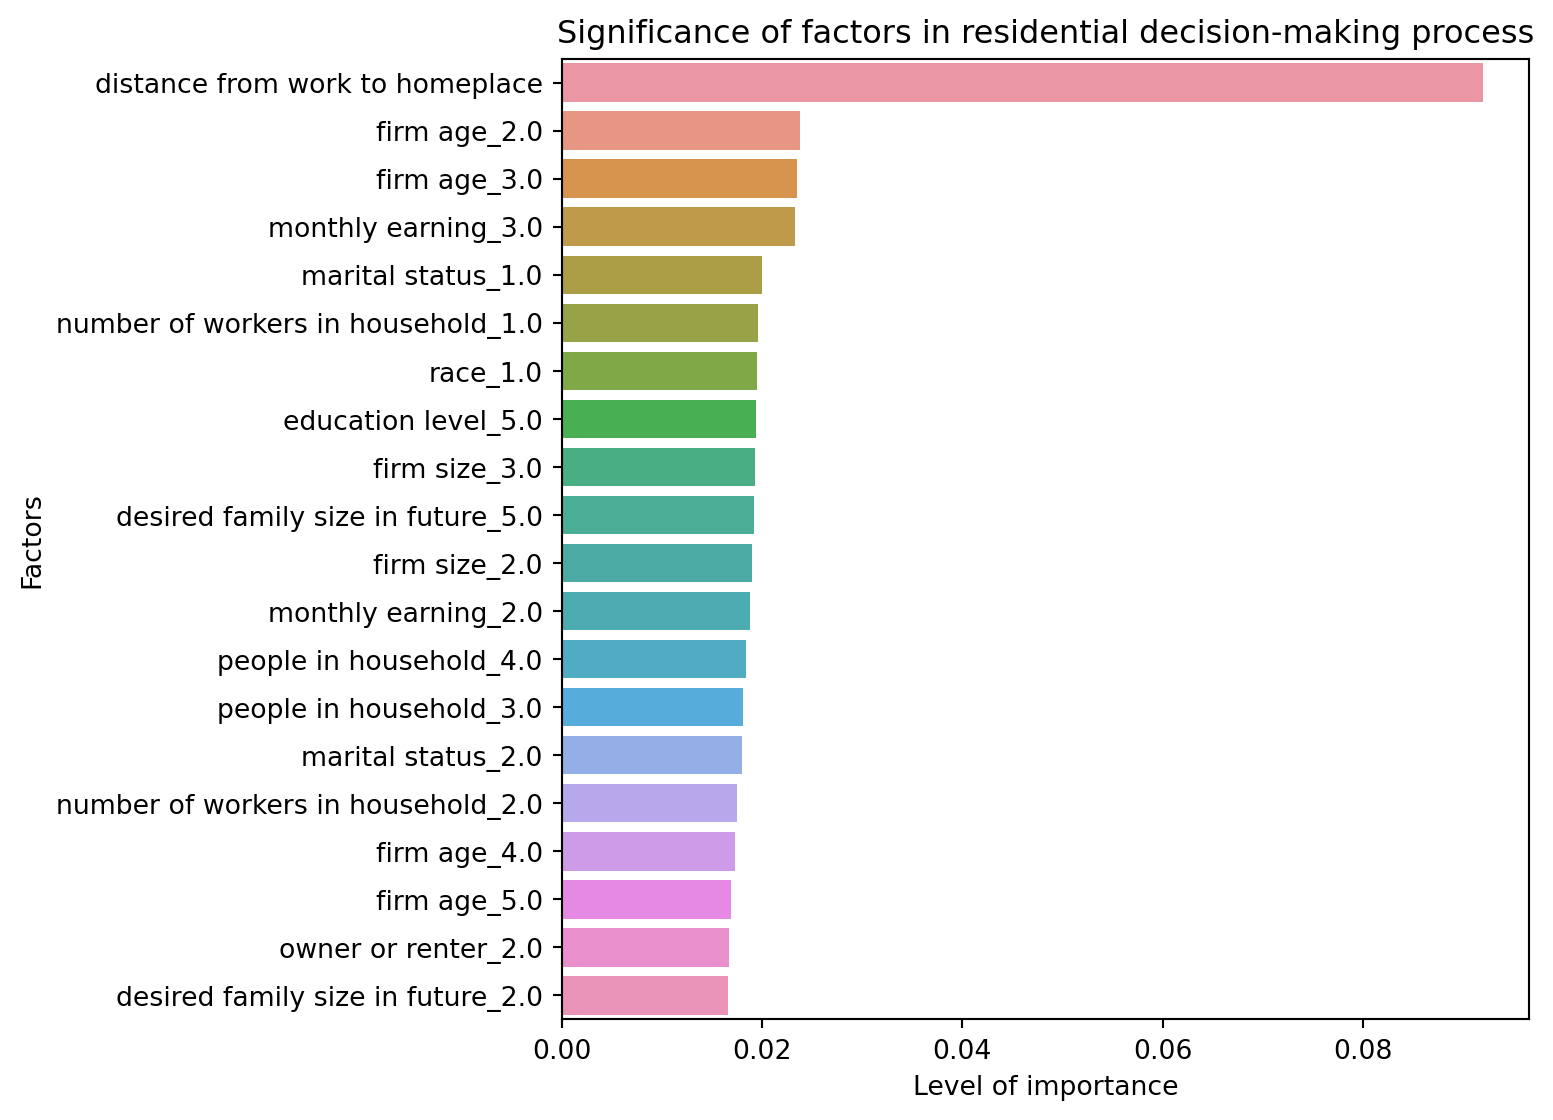 Significance of factors in residential decision-making process
distance from work to homeplace
firm age_2.0
firm age_3.0
monthly earning_3.0
marital status_1.0
number of workers in household_1.0
race_1.0
education level_5.0
firm size_3.0
desired family size in future_5.0
firm size_2.0
monthly earning_2.0
people in household_4.0
people in household_3.0
marital status_2.0
number of workers in household_2.0
firm age_4.0
firm age_5.0
owner or renter_2.0
desired family size in future_2.0
Factors
0.00 0.02 0.04 0.06 0.08
Level of importance